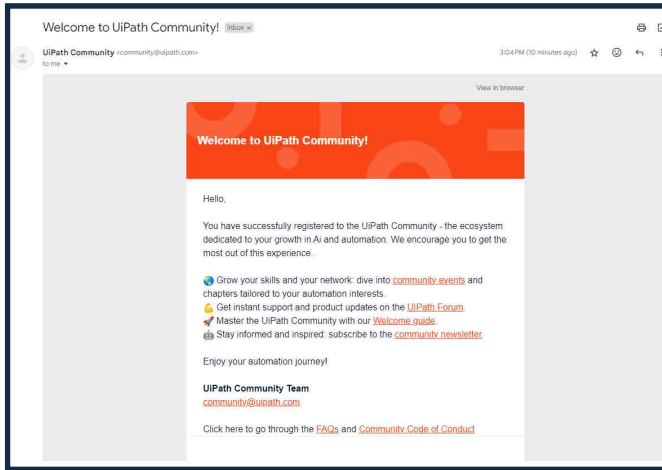 Welcome to UiPath Community! Inbox x
UiPath Community <community@uipath.com> 3:04 PM (10 minutes ago)
to me
View in browser
Welcome to UiPath Community!
Hello,
You have successfully registered to the UiPath Community - the ecosystem
dedicated to your growth in Ai and automation. We encourage you to get the
most out of this experience.
🌏 Grow your skills and your network: dive into community events and
chapters tailored to your automation interests.
💪 Get instant support and product updates on the UIPath Forum.
🚀 Master the UiPath Community with our Welcome guide.
🤖 Stay informed and inspired: subscribe to the community newsletter.
Enjoy your automation journey!
UiPath Community Team
community@uipath.com
Click here to go through the FAQs and Community Code of Conduct